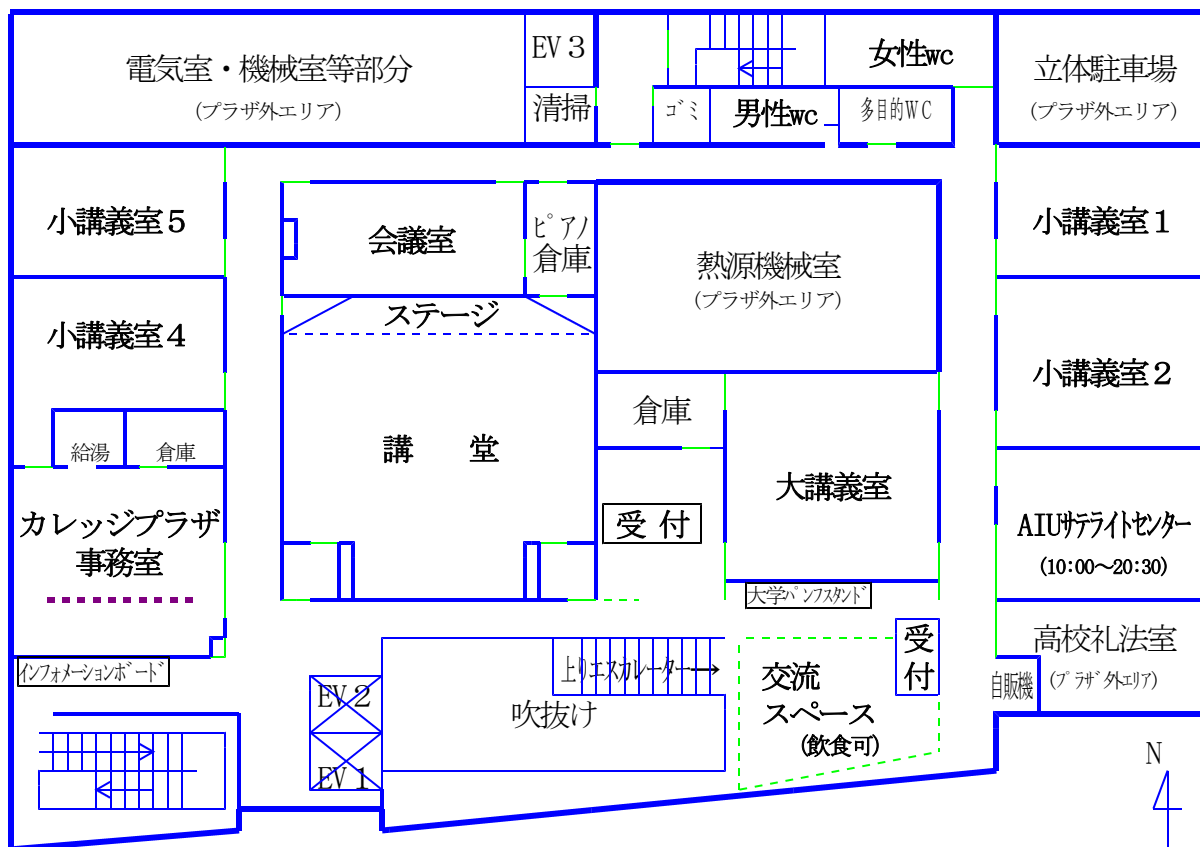 電気室・機械室等部分
(プラザ外エリア)
EV3
清掃
ゴミ
男性wc
女性wc
多目的WC
立体駐車場
(プラザ外エリア)
小講義室5
会議室
ピアノ
倉庫
熱源機械室
(プラザ外エリア)
小講義室1
ステージ
小講義室4
小講義室2
倉庫
講 堂
給湯
倉庫
大講義室
カレッジプラザ
事務室
受 付
AIUサテライトセンター
(10:00~20:30)
大学パンフスタンド
インフォメーションボード
上りエスカレーター→
受
付
高校礼法室
(プラザ外エリア)
自販機
EV2
吹抜け
交流
スペース
(飲食可)
EV1
N